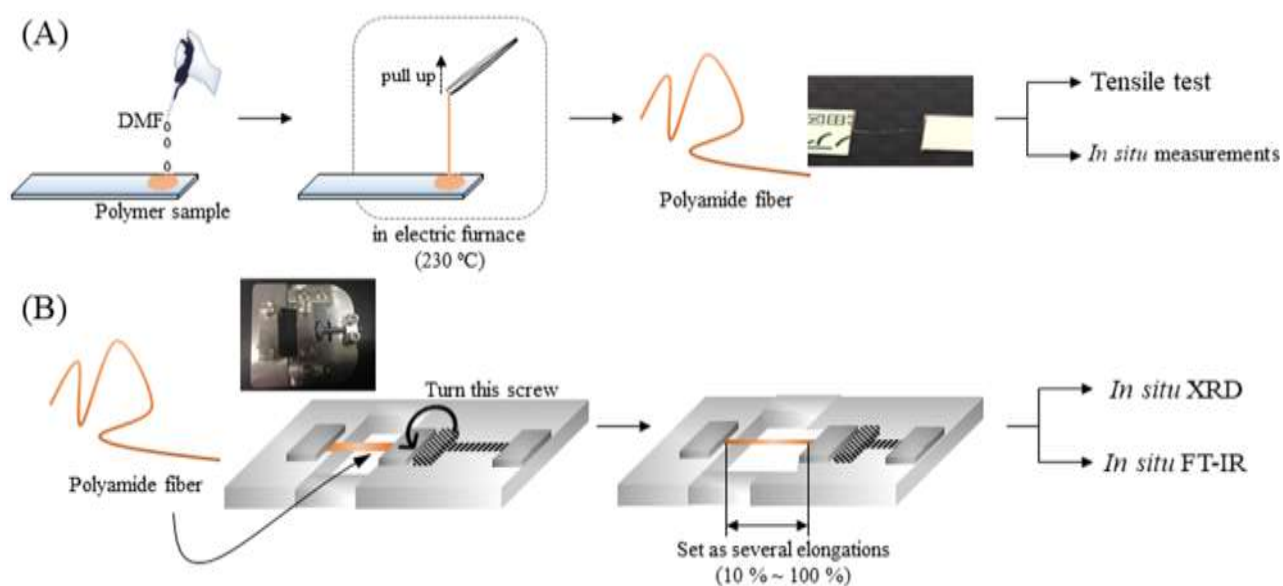 (A)
DMF
Polymer sample
pull up
in electric furnace
(230 ºC)
Polyamide fiber
Tensile test
In situ measurements
(B)
Polyamide fiber
Turn this screw
Set as several elongations
(10 % ~ 100 %)
In situ XRD
In situ FT-IR